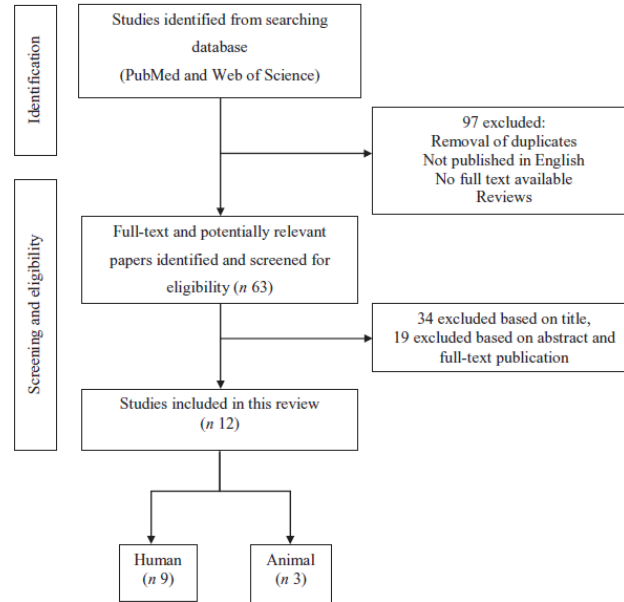 Identification
Studies identified from searching
database
(PubMed and Web of Science)
97 excluded:
Removal of duplicates
Not published in English
No full text available
Reviews
Screening and eligibility
Full-text and potentially relevant
papers identified and screened for
eligibility (n 63)
34 excluded based on title,
19 excluded based on abstract and
full-text publication
Studies included in this review
(n 12)
Human
(n 9)
Animal
(n 3)